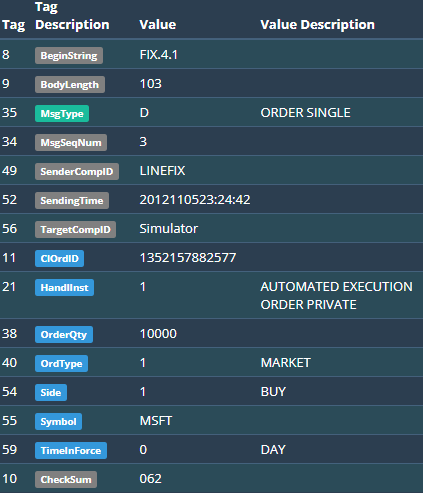 Tag Tag Description Value Value Description
8 BeginString FIX.4.1
9 BodyLength 103
35 MsgType D ORDER SINGLE
34 MsgSeqNum 3
49 SenderCompID LINEFIX
52 SendingTime 2012110523:24:42
56 TargetCompID Simulator
11 ClOrdID 1352157882577
21 HandlInst 1 AUTOMATED EXECUTION
ORDER PRIVATE
38 OrderQty 10000
40 OrdType 1 MARKET
54 Side 1 BUY
55 Symbol MSFT
59 TimeInForce 0 DAY
10 CheckSum 062